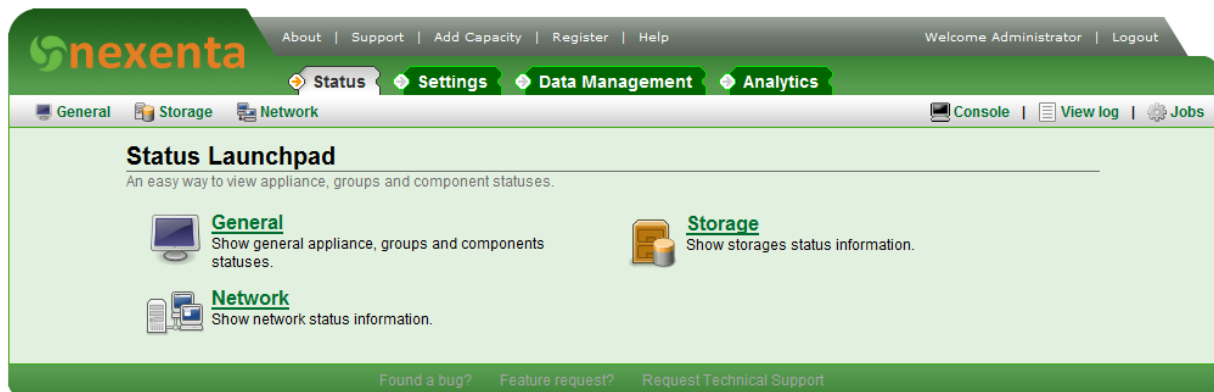 nexenta
About | Support | Add Capacity | Register | Help
Welcome Administrator | Logout
Status
Settings
Data Management
Analytics
General
Storage
Network
Console | View log | Jobs
Status Launchpad
An easy way to view appliance, groups and component statuses.
General
Show general appliance, groups and components
statuses.
Storage
Show storages status information.
Network
Show network status information.
Found a bug? Feature request? Request Technical Support